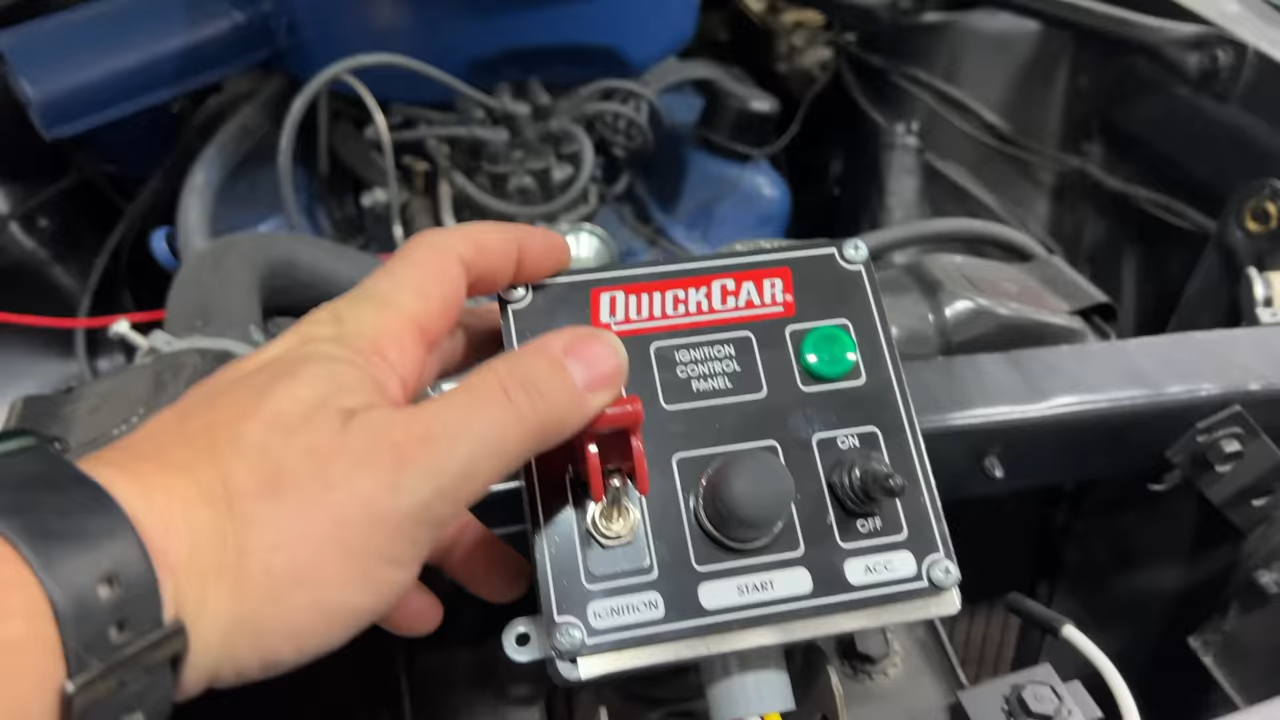 QUICKCAR
IGNITION
CONTROL
PANEL
ON
OFF
IGNITION
START
ACC.